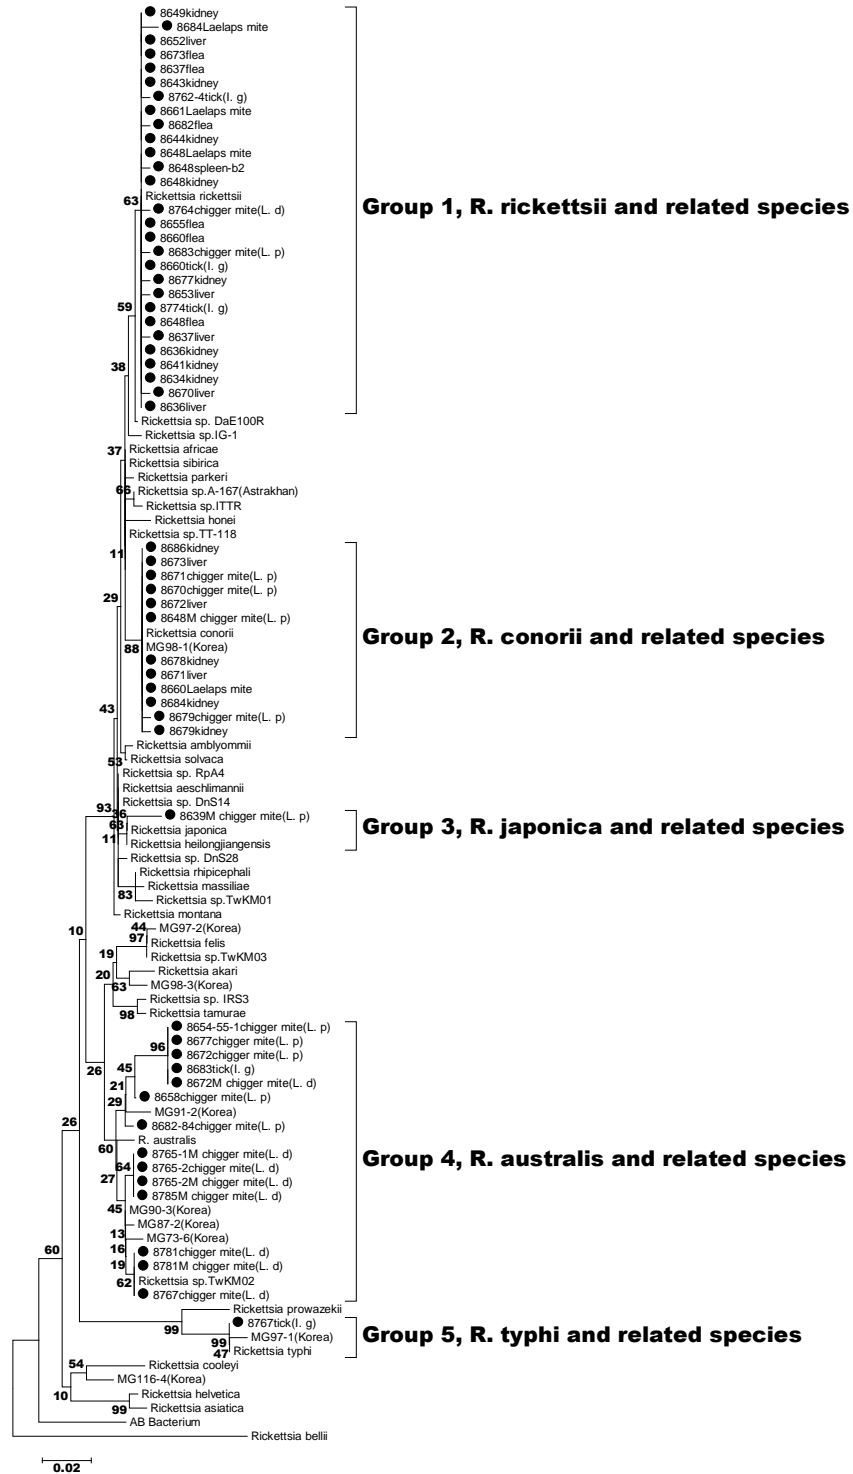 8649kidney
8684Laelaps mite
8652liver
8673flea
8637flea
8643kidney
8762-4tick(I. g)
8661Laelaps mite
8682flea
8644kidney
8648Laelaps mite
8648spleen-b2
8648kidney
Rickettsia rickettsii
63
Group 1, R. rickettsii and related species
8764chigger mite(L. d)
8655flea
8660flea
8683chigger mite(L. p)
8660tick(I. g)
8677kidney
8653liver
59
8774tick(I. g)
8648flea
8637liver
8636kidney
8641kidney
38
8634kidney
8670liver
8636liver
Rickettsia sp. DaE100R
Rickettsia sp.IG-1
37
Rickettsia africae
Rickettsia sibirica
Rickettsia parkeri
66
Rickettsia sp.A-167(Astrakhan)
Rickettsia sp.ITTR
Rickettsia honei
Rickettsia sp.TT-118
8686kidney
11
8673liver
8671chigger mite(L. p)
8670chigger mite(L. p)
29
8672liver
8648M chigger mite(L. p)
Rickettsia conorii
Group 2, R. conorii and related species
88
MG98-1(Korea)
8678kidney
8671liver
8660Laelaps mite
8684kidney
43
8679chigger mite(L. p)
8679kidney
Rickettsia amblyommii
53
Rickettsia solvaca
Rickettsia sp. RpA4
Rickettsia aeschlimannii
Rickettsia sp. DnS14
93
36
8639M chigger mite(L. p)
63
Rickettsia japonica
Group 3, R. japonica and related species
11
Rickettsia heilongjiangensis
Rickettsia sp. DnS28
Rickettsia rhipicephali
Rickettsia massiliae
83
Rickettsia sp.TwKM01
Rickettsia montana
10
44
MG97-2(Korea)
97
Rickettsia felis
19
Rickettsia sp.TwKM03
20
Rickettsia akari
63
MG98-3(Korea)
Rickettsia sp. IRS3
98
Rickettsia tamurae
8654-55-1chigger mite(L. p)
8677chigger mite(L. p)
96
8672chigger mite(L. p)
26
45
8683tick(I. g)
8672M chigger mite(L. d)
21
8658chigger mite(L. p)
29
MG91-2(Korea)
26
8682-84chigger mite(L. p)
R. australis
60
8765-1M chigger mite(L. d)
Group 4, R. australis and related species
64
8765-2chigger mite(L. d)
27
8765-2M chigger mite(L. d)
8785M chigger mite(L. d)
45
MG90-3(Korea)
MG87-2(Korea)
13
MG73-6(Korea)
16
8781chigger mite(L. d)
60
19
8781M chigger mite(L. d)
62
Rickettsia sp.TwKM02
8767chigger mite(L. d)
Rickettsia prowazekii
99
8767tick(I. g)
99
MG97-1(Korea)
Group 5, R. typhi and related species
47
Rickettsia typhi
54
Rickettsia cooleyi
MG116-4(Korea)
10
Rickettsia helvetica
99
Rickettsia asiatica
AB Bacterium
Rickettsia bellii
0.02